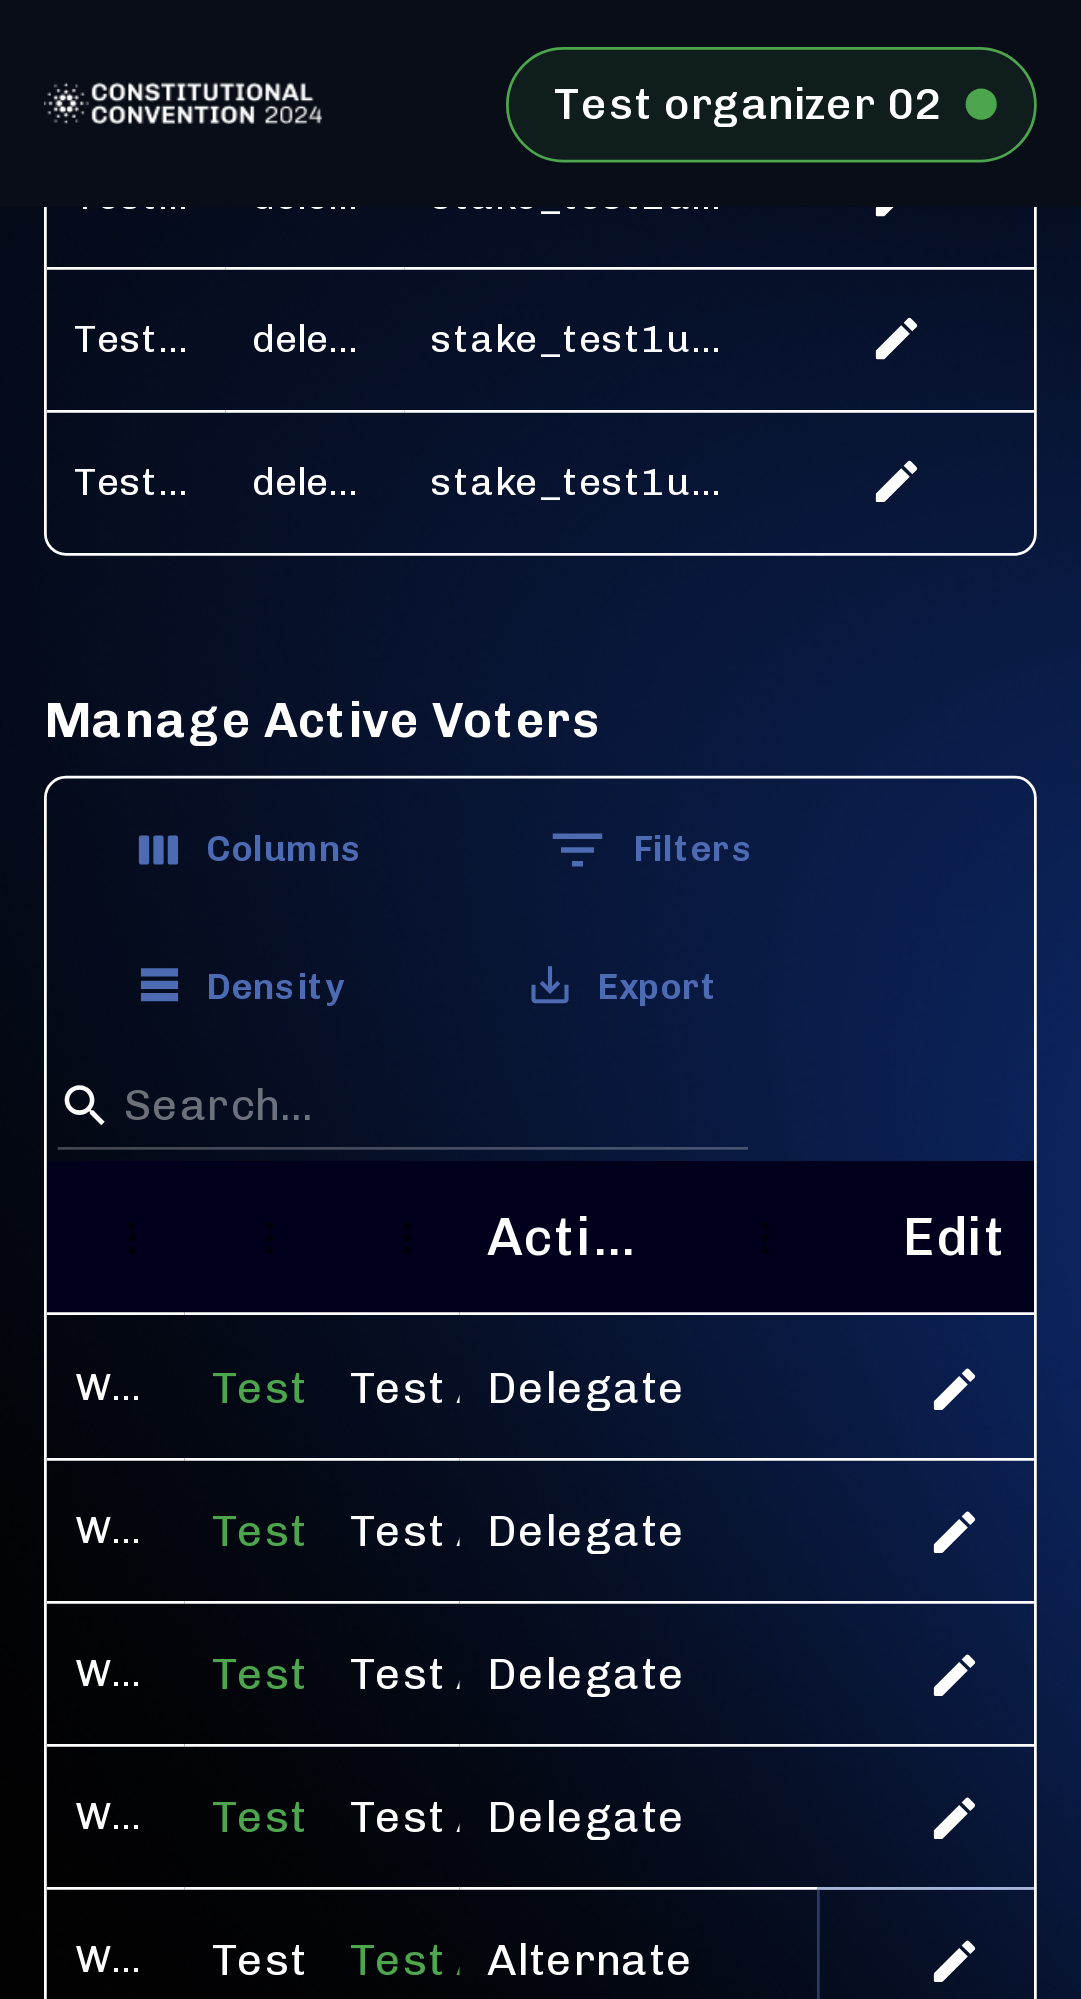 CONSTITUTIONAL
CONVENTION 2024
Test organizer 02
Test... dele... stake_test1u...
Test... dele... stake_test1u...
Manage Active Voters
Columns Filters
Density Export
Search...
Acti... Edit
W... Test Test Delegate
W... Test Test Delegate
W... Test Test Delegate
W... Test Test Delegate
W... Test Test Alternate